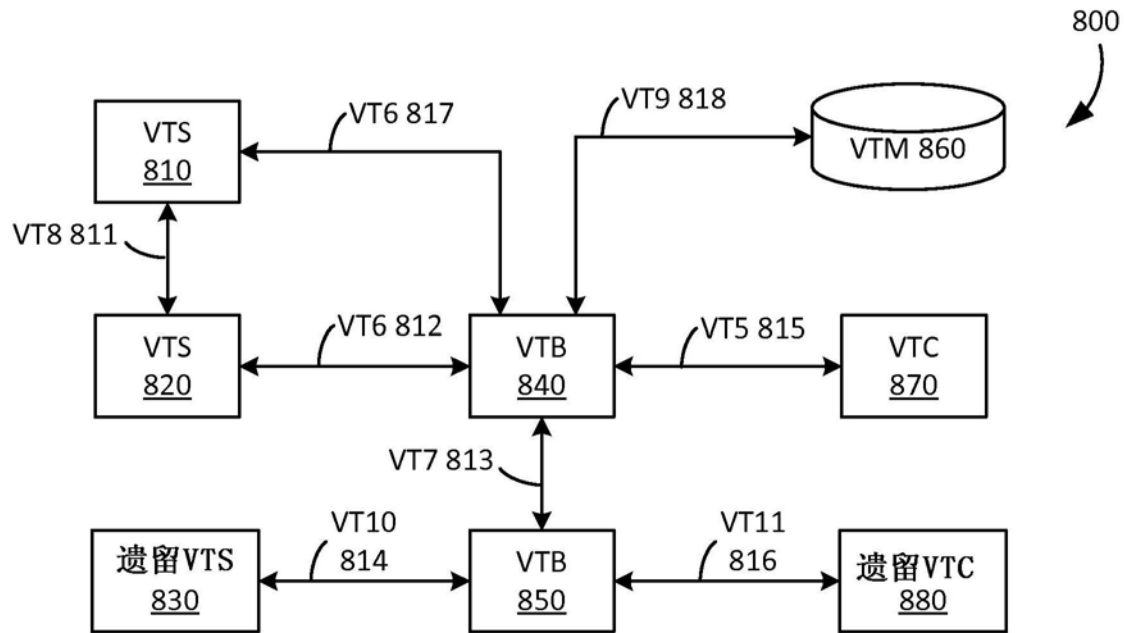 800
VT6 817
VT9 818
VTS
810
VTM 860
VT8 811
VTS
820
VT6 812
VTB
840
VT5 815
VTC
870
VT7 813
遗留VTS
830
VT10
814
VTB
850
VT11
816
遗留VTC
880